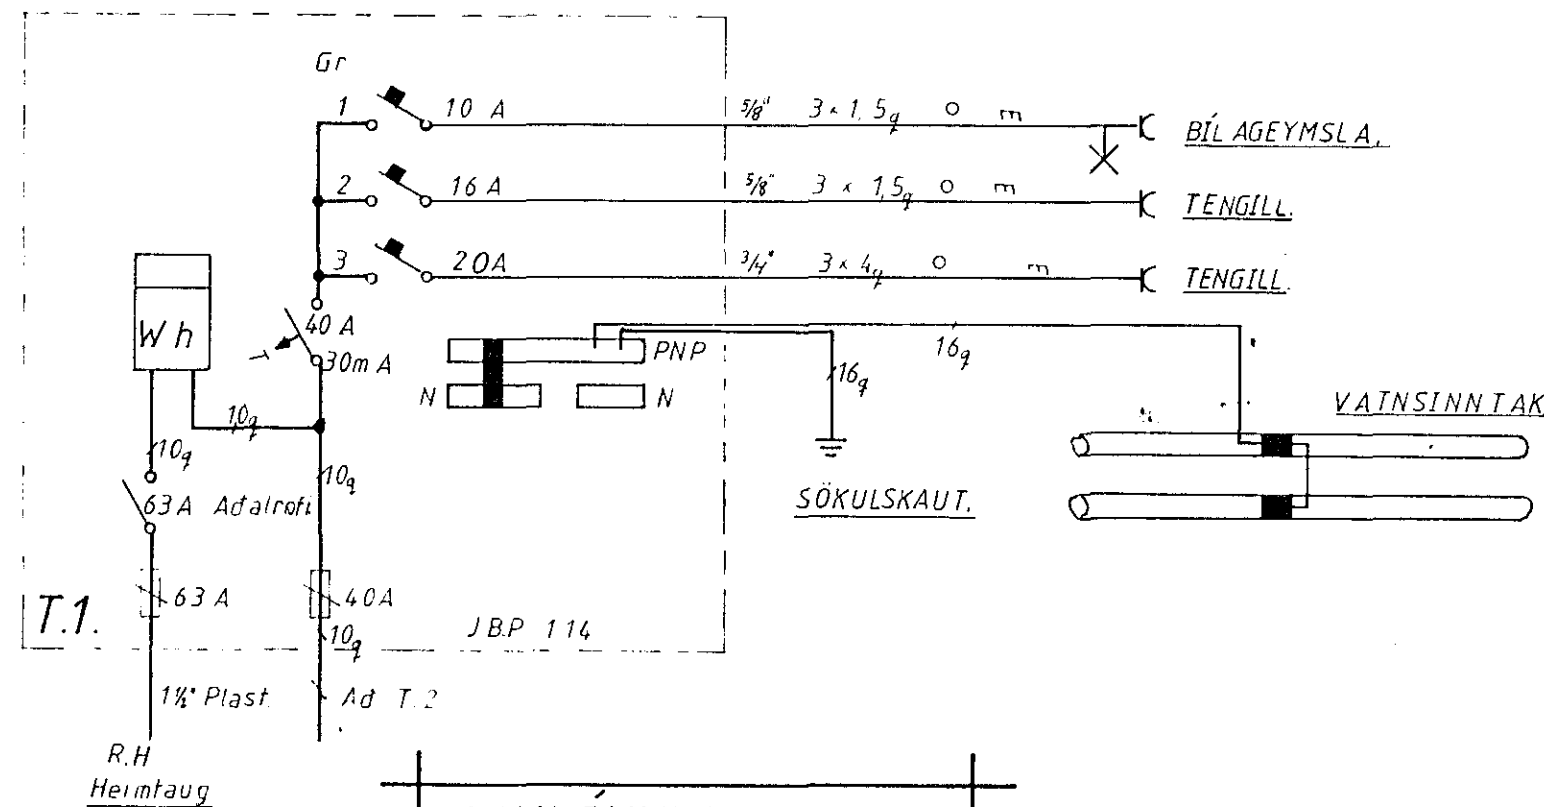 Gr
1 10 A 5/8" 3 × 1,5q o m BÍLAGEYMSLA.
2 16 A 5/8" 3 × 1,5q o m TENGILL.
3 20A 3/4" 3 × 4q o m TENGILL.
Wh
40 A
30m A
PNP
N N
16q
16q
VATNSINNTAK
10q
10q
10q
63A Aðalrofi
SÖKULSKAUT.
63 A
40A
T.1.
10q
J B.P 114
1½" Plast.
Að T.2
R.H
Heimtaug